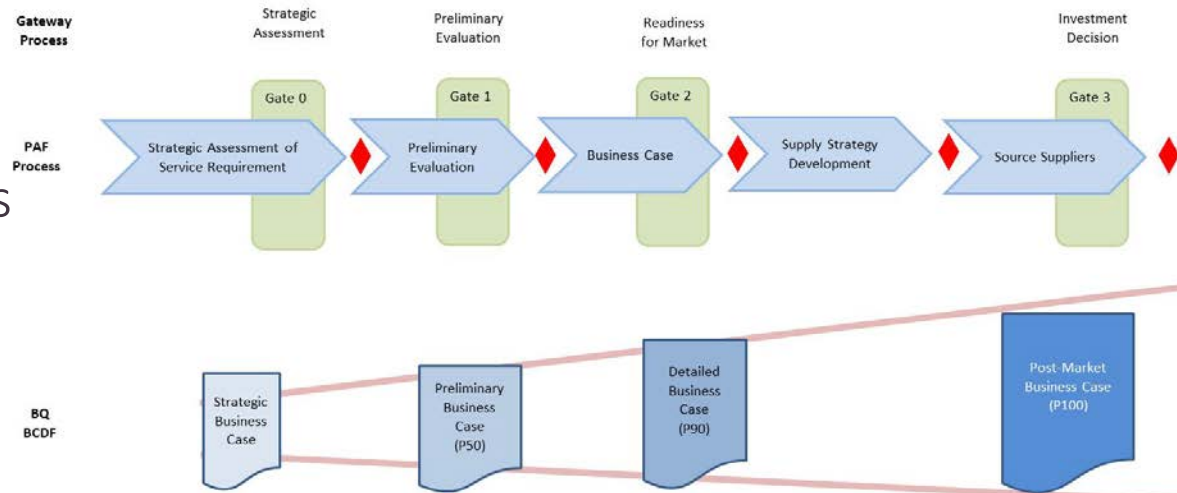 Gateway
Process
Strategic
Assessment
Preliminary
Evaluation
Readiness
for Market
Investment
Decision
PAF
Process
Gate 0
Gate 1
Gate 2
Gate 3
Strategic Assessment of
Service Requirement
Preliminary
Evaluation
Business Case
Supply Strategy
Development
Source Suppliers
S
BQ
BCDF
Strategic
Business
Case
Preliminary
Business
Case
(P50)
Detailed
Business
Case
(P90)
Post-Market
Business Case
(P100)